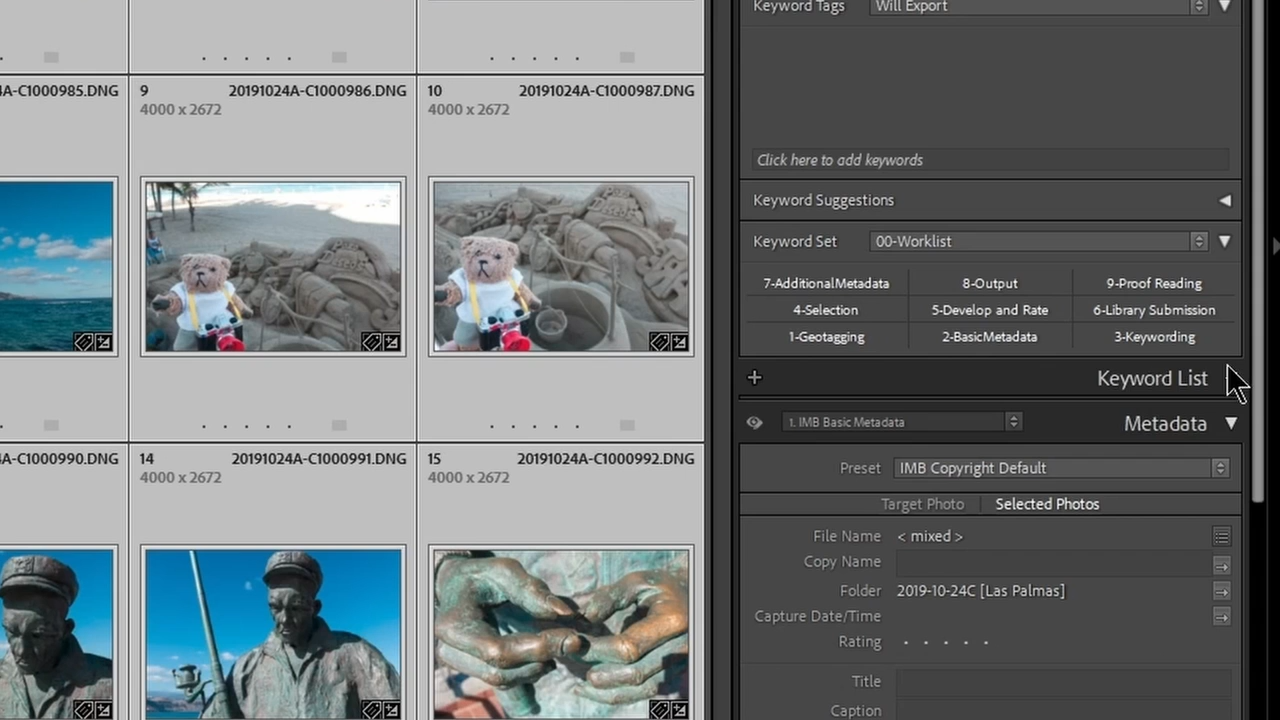 Keyword Tags Will Export
A-C1000985.DNG 9 20191024A-C1000986.DNG 10 20191024A-C1000987.DNG
4000 x 2672 4000 x 2672
Click here to add keywords
Keyword Suggestions
Keyword Set 00-Worklist
7-AdditionalMetadata 8-Output 9-Proof Reading
4-Selection 5-Develop and Rate 6-Library Submission
1-Geotagging 2-BasicMetadata 3-Keywording
+ Keyword List
1. IMB Basic Metadata Metadata
A-C1000990.DNG 14 20191024A-C1000991.DNG 15 20191024A-C1000992.DNG
4000 x 2672 4000 x 2672
Preset IMB Copyright Default
Target Photo Selected Photos
File Name < mixed >
Copy Name
Folder 2019-10-24C [Las Palmas]
Capture Date/Time
Rating
Title
Caption